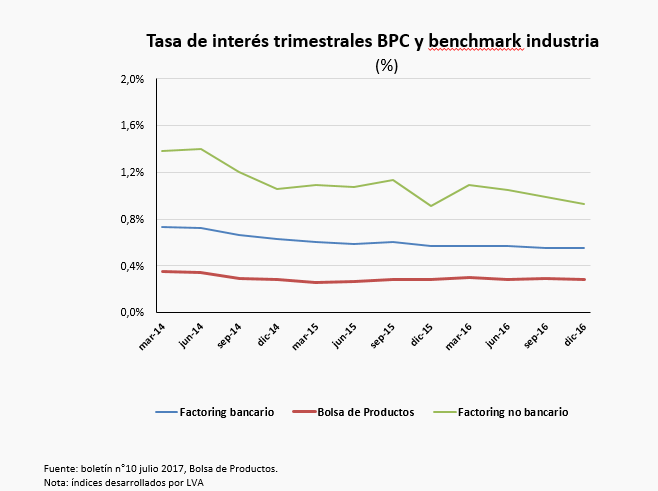 Tasa de interés trimestrales BPC y benchmark industria
(%)
2,0%
1,6%
1,2%
0,8%
0,4%
0,0%
mar-14
jun-14
sep-14
dic-14
mar-15
jun-15
sep-15
dic-15
mar-16
jun-16
sep-16
dic-16
Factoring bancario
Bolsa de Productos
Factoring no bancario
Fuente: boletín n°10 julio 2017, Bolsa de Productos.
Nota: índices desarrollados por LVA